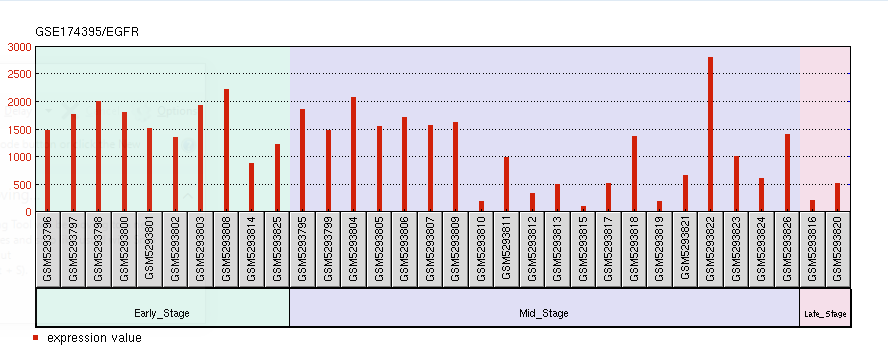 GSE174395/EGFR
3000
2500
2000
1500
1000
500
0
GSM5293796
GSM5293797
GSM5293798
GSM5293800
GSM5293801
GSM5293802
GSM5293803
GSM5293808
GSM5293814
GSM5293825
GSM5293795
GSM5293799
GSM5293804
GSM5293805
GSM5293806
GSM5293807
GSM5293809
GSM5293810
GSM5293811
GSM5293812
GSM5293813
GSM5293815
GSM5293817
GSM5293818
GSM5293819
GSM5293821
GSM5293822
GSM5293823
GSM5293824
GSM5293826
GSM5293816
GSM5293820
Early_Stage
Mid_Stage
Late_Stage
expression value